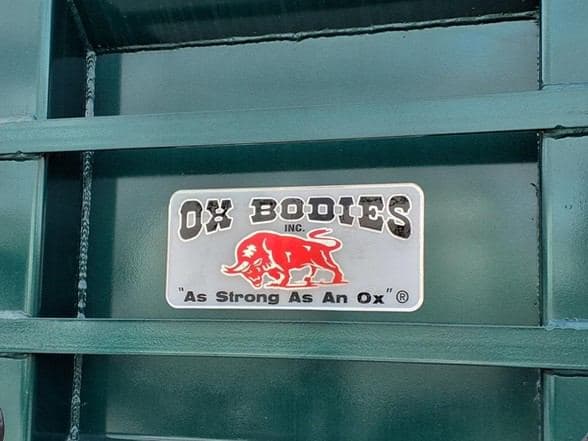 OX BODIES
INC.
"As Strong As An Ox" ®